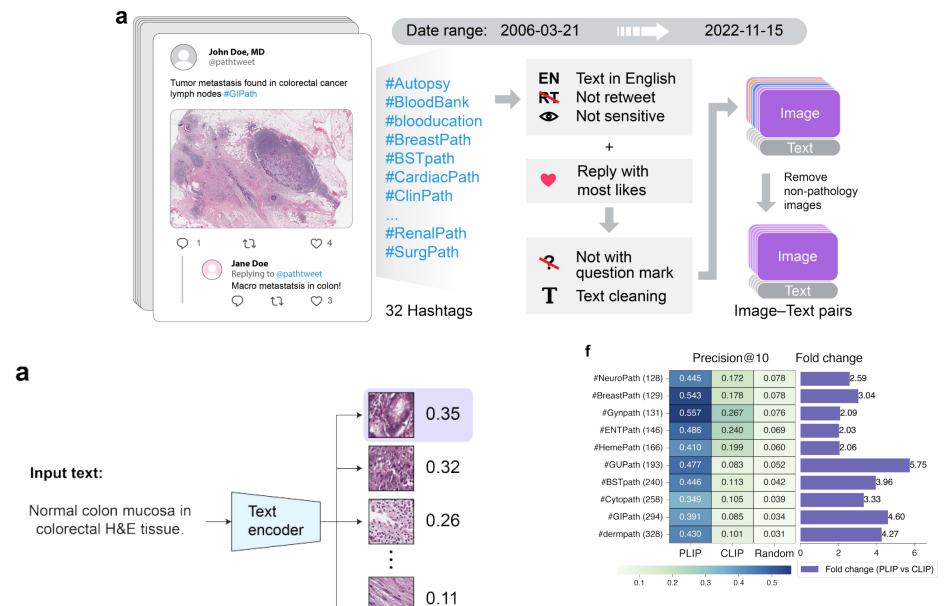 a
Date range: 2006-03-21 2022-11-15
John Doe, MD
@pathtweet
Tumor metastasis found in colorectal cancer
lymph nodes #GIPath
1 4
Jane Doe
Replying to @pathtweet
Macro metastatsis in colon!
3
#Autopsy
#BloodBank
#blooducation
#BreastPath
#BSTpath
#CardiacPath
#ClinPath
...
#RenalPath
#SurgPath
32 Hashtags
EN Text in English
RT Not retweet
Not sensitive
+
Reply with
most likes
? Not with
question mark
T Text cleaning
Image
Text
Remove
non-pathology
images
Image
Text
Image–Text pairs
a
Input text:
Normal colon mucosa in
colorectal H&E tissue.
Text
encoder
0.35
0.32
0.26
0.11
f
Precision@10 Fold change
#NeuroPath (128) 0.445 0.172 0.078 2.59
#BreastPath (129) 0.543 0.178 0.078 3.04
#Gynpath (131) 0.557 0.267 0.076 2.09
#ENTPath (146) 0.486 0.240 0.069 2.03
#HemePath (166) 0.410 0.199 0.060 2.06
#GUPath (193) 0.477 0.083 0.052 5.75
#BSTpath (240) 0.446 0.113 0.042 3.96
#Cytopath (258) 0.349 0.105 0.039 3.33
#GIPath (294) 0.391 0.085 0.034 4.60
#dermpath (328) 0.430 0.101 0.031 4.27
PLIP CLIP Random 0 2 4 6
0.1 0.2 0.3 0.4 0.5
Fold change (PLIP vs CLIP)